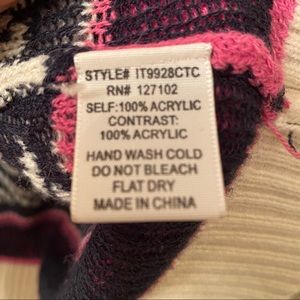 STYLE# IT9928CTC
RN# 127102
SELF:100% ACRYLIC
CONTRAST:
100% ACRYLIC
HAND WASH COLD
DO NOT BLEACH
FLAT DRY
MADE IN CHINA